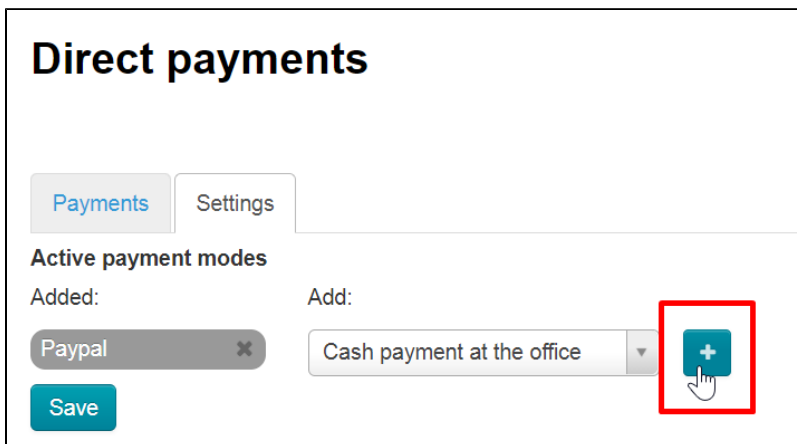 Direct payments
Payments Settings
Active payment modes
Added: Add:
Paypal Cash payment at the office
Save